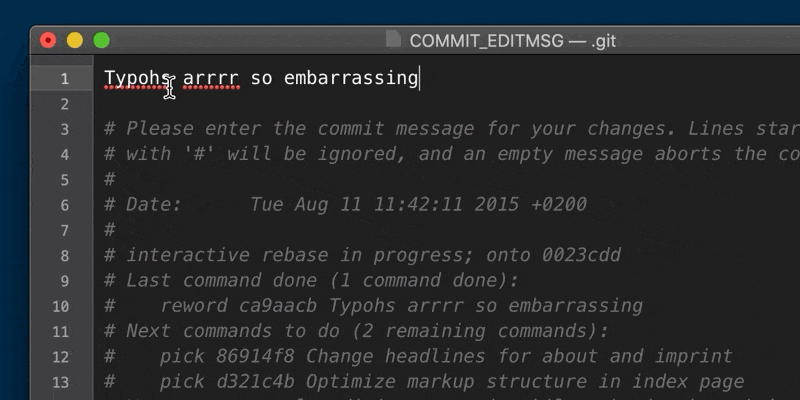 COMMIT_EDITMSG — .git
1 Typohs arrrr so embarrassing
2
3 # Please enter the commit message for your changes. Lines
4 # with '#' will be ignored, and an empty message aborts the
5 #
6 # Date:      Tue Aug 11 11:42:11 2015 +0200
7 #
8 # interactive rebase in progress; onto 0023cdd
9 # Last command done (1 command done):
10 #    reword ca9aacb Typohs arrrr so embarrassing
11 # Next commands to do (2 remaining commands):
12 #    pick 86914f8 Change headlines for about and imprint
13 #    pick d321c4b Optimize markup structure in index page